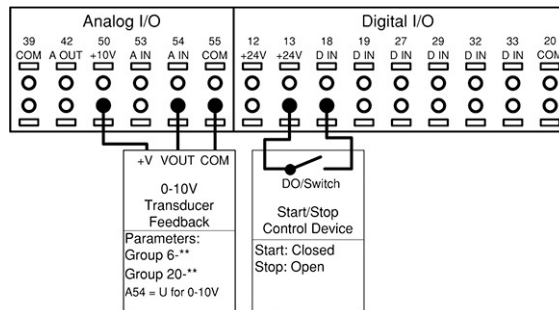 Analog I/O
Digital I/O
39 42 50 53 54 55 12 13 18 19 27 29 32 33 20
COM A OUT +10V A IN A IN COM +24V +24V D IN D IN D IN D IN D IN D IN COM
+V VOUT COM
0-10V
Transducer
Feedback
Parameters:
Group 6-**
Group 20-**
A54 = U for 0-10V
DO/Switch
Start/Stop
Control Device
Start: Closed
Stop: Open